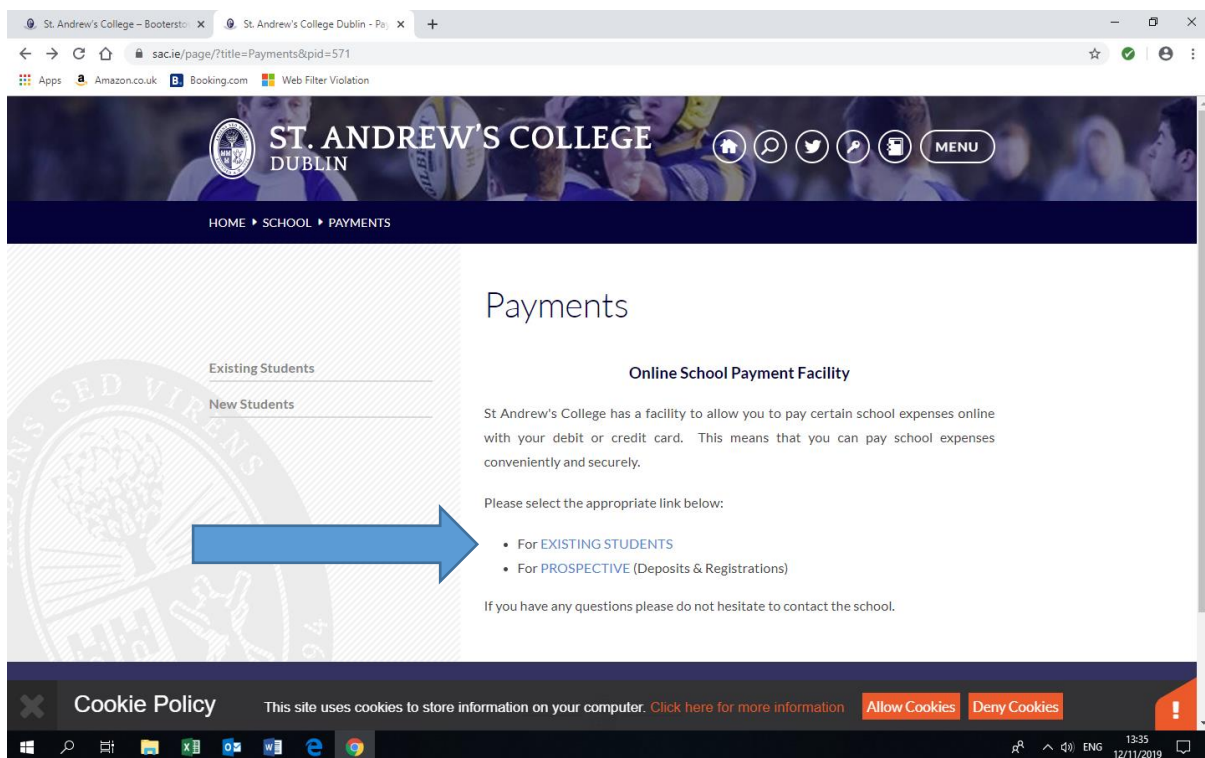 St. Andrew's College – Boostersto
St. Andrew's College Dublin - Pay
sac.ie/page/?title=Payments&pid=571
Apps Amazon.co.uk Booking.com Web Filter Violation
ST. ANDREW'S COLLEGE
DUBLIN
MENU
HOME SCHOOL PAYMENTS
Payments
Existing Students
New Students
Online School Payment Facility
St Andrew's College has a facility to allow you to pay certain school expenses online
with your debit or credit card. This means that you can pay school expenses
conveniently and securely.
Please select the appropriate link below:
• For EXISTING STUDENTS
• For PROSPECTIVE (Deposits & Registrations)
If you have any questions please do not hesitate to contact the school.
Cookie Policy This site uses cookies to store information on your computer. Click here for more information Allow Cookies Deny Cookies
ENG 13:35
12/11/2019